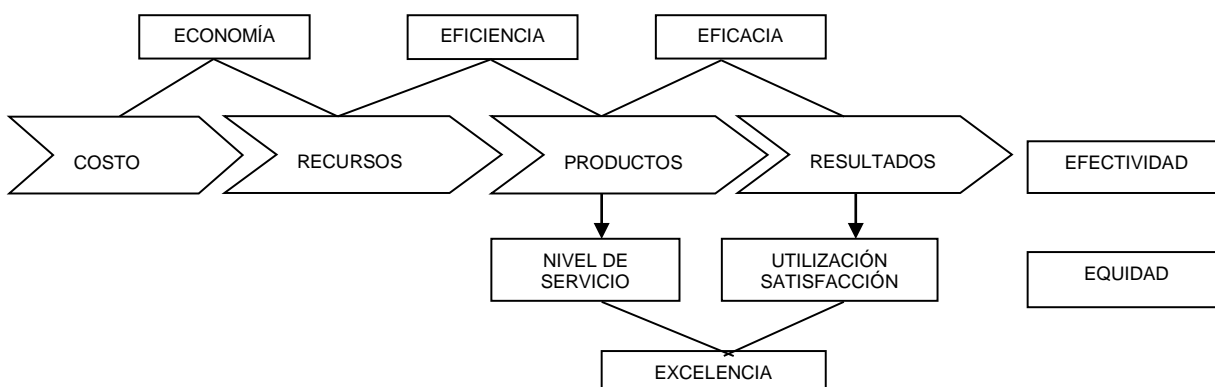 ECONOMÍA
EFICIENCIA
EFICACIA
COSTO
RECURSOS
PRODUCTOS
RESULTADOS
EFECTIVIDAD
NIVEL DE
SERVICIO
UTILIZACIÓN
SATISFACCIÓN
EQUIDAD
EXCELENCIA